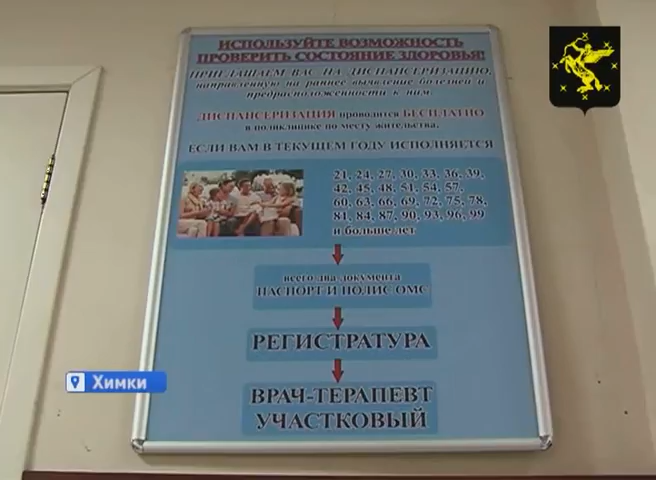 ИСПОЛЬЗУЙТЕ ВОЗМОЖНОСТЬ
ПРОВЕРИТЬ СОСТОЯНИЕ ЗДОРОВЬЯ!
ПРИГЛАШАЕМ ВАС НА ДИСПАНСЕРИЗАЦИЮ,
направленную на раннее выявление болезней и
предрасположенности к ним.
ДИСПАНСЕРИЗАЦИЯ проводится БЕСПЛАТНО
в поликлинике по месту жительства.
ЕСЛИ ВАМ В ТЕКУЩЕМ ГОДУ ИСПОЛНЯЕТСЯ
21, 24, 27, 30, 33, 36, 39,
42, 45, 48, 51, 54, 57,
60, 63, 66, 69, 72, 75, 78,
81, 84, 87, 90, 93, 96, 99
и больше лет
всего два документа
ПАСПОРТ И ПОЛИС ОМС
РЕГИСТРАТУРА
ВРАЧ-ТЕРАПЕВТ
УЧАСТКОВЫЙ
Химки